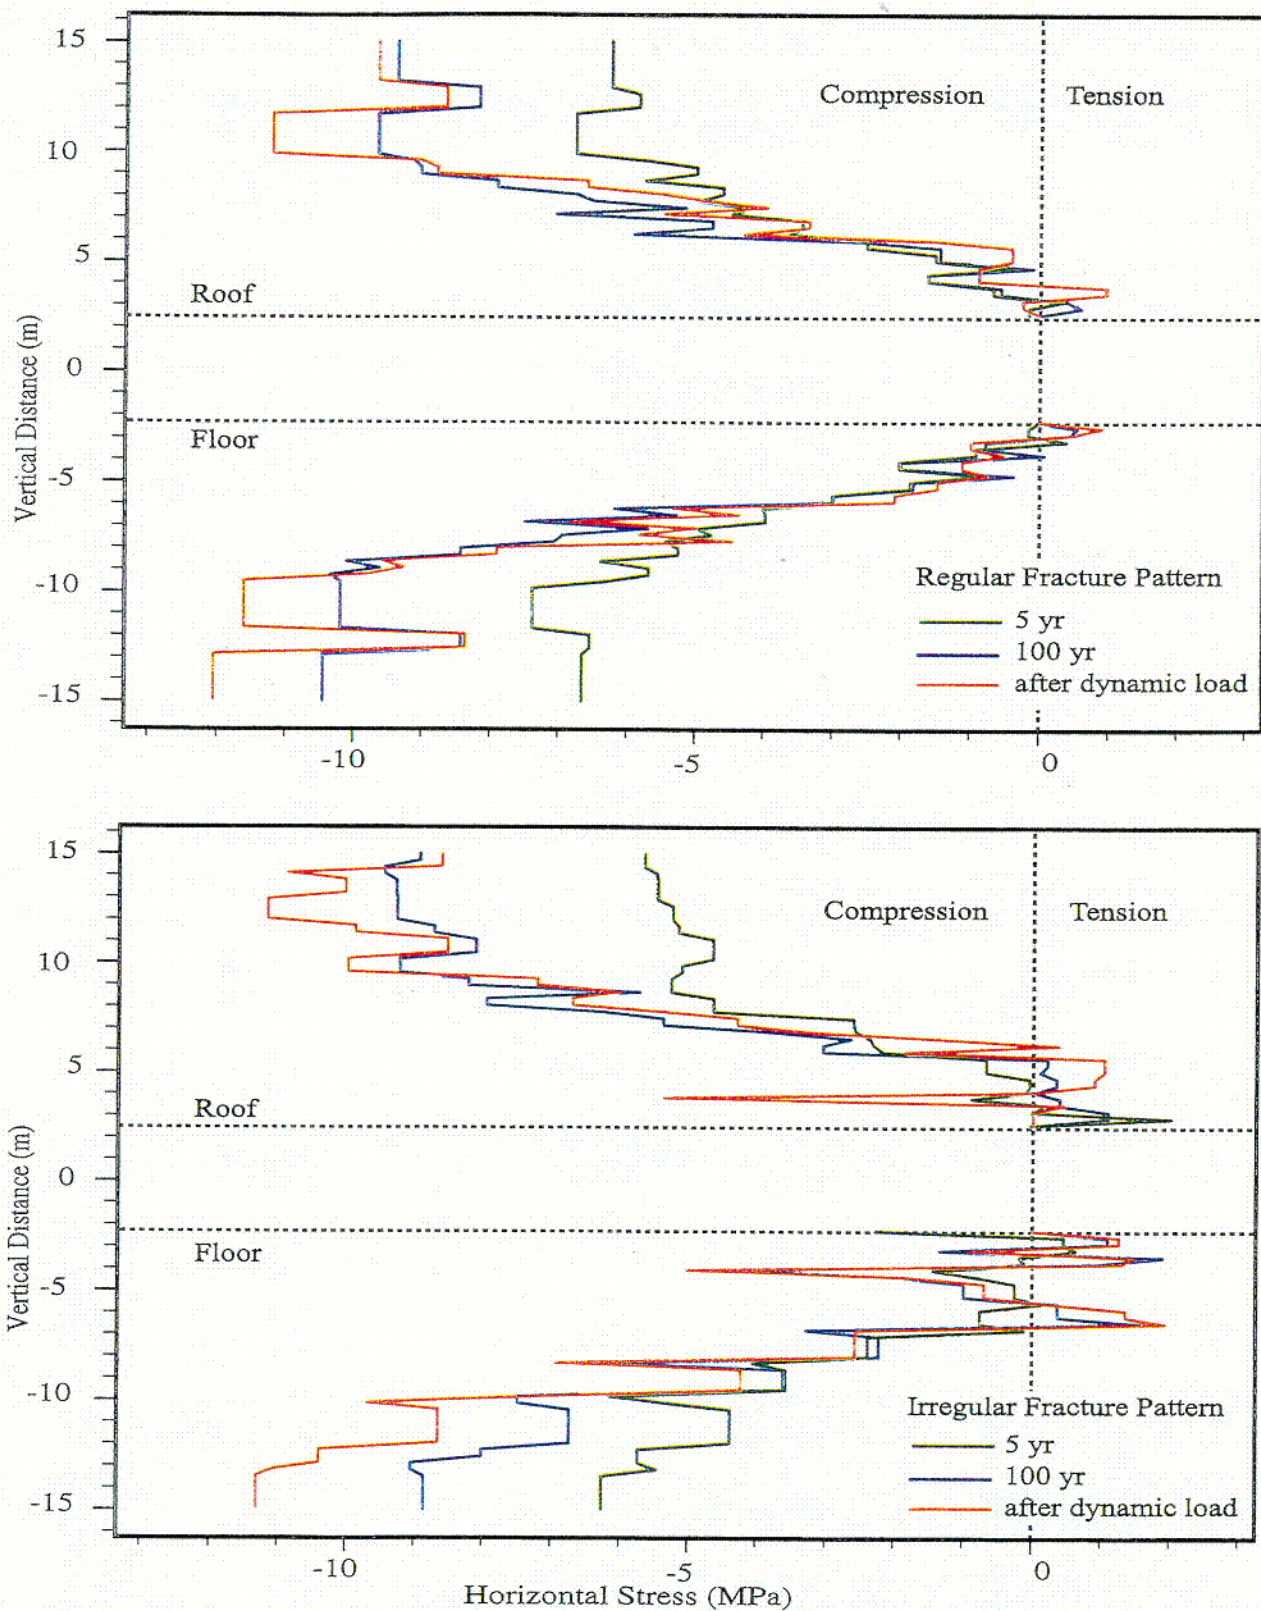 15
Compression
Tension
10
5
Roof
0
Vertical Distance (m)
Floor
-5
-10
Regular Fracture Pattern
5 yr
100 yr
after dynamic load
-15
-10
-5
0
15
Compression
Tension
10
5
Roof
0
Vertical Distance (m)
Floor
-5
-10
Irregular Fracture Pattern
5 yr
100 yr
after dynamic load
-15
-10
-5
0
Horizontal Stress (MPa)